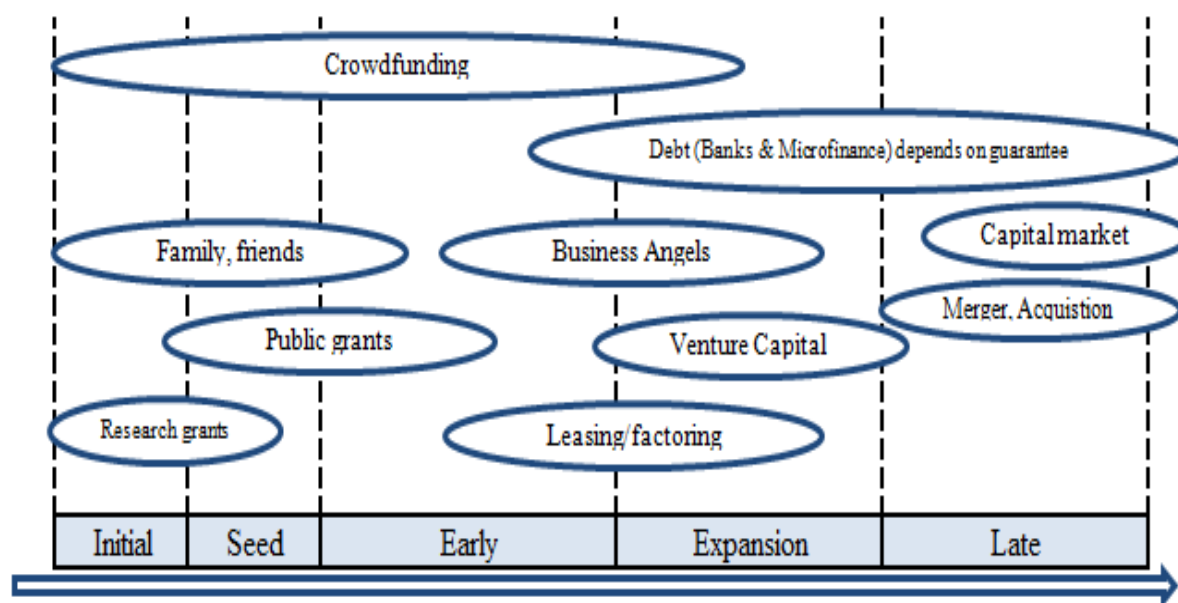 Crowdfunding
Debt (Banks & Microfinance) depends on guarantee
Capital market
Family, friends
Business Angels
Merger, Acquistion
Public grants
Venture Capital
Research grants
Leasing/factoring
Initial
Seed
Early
Expansion
Late